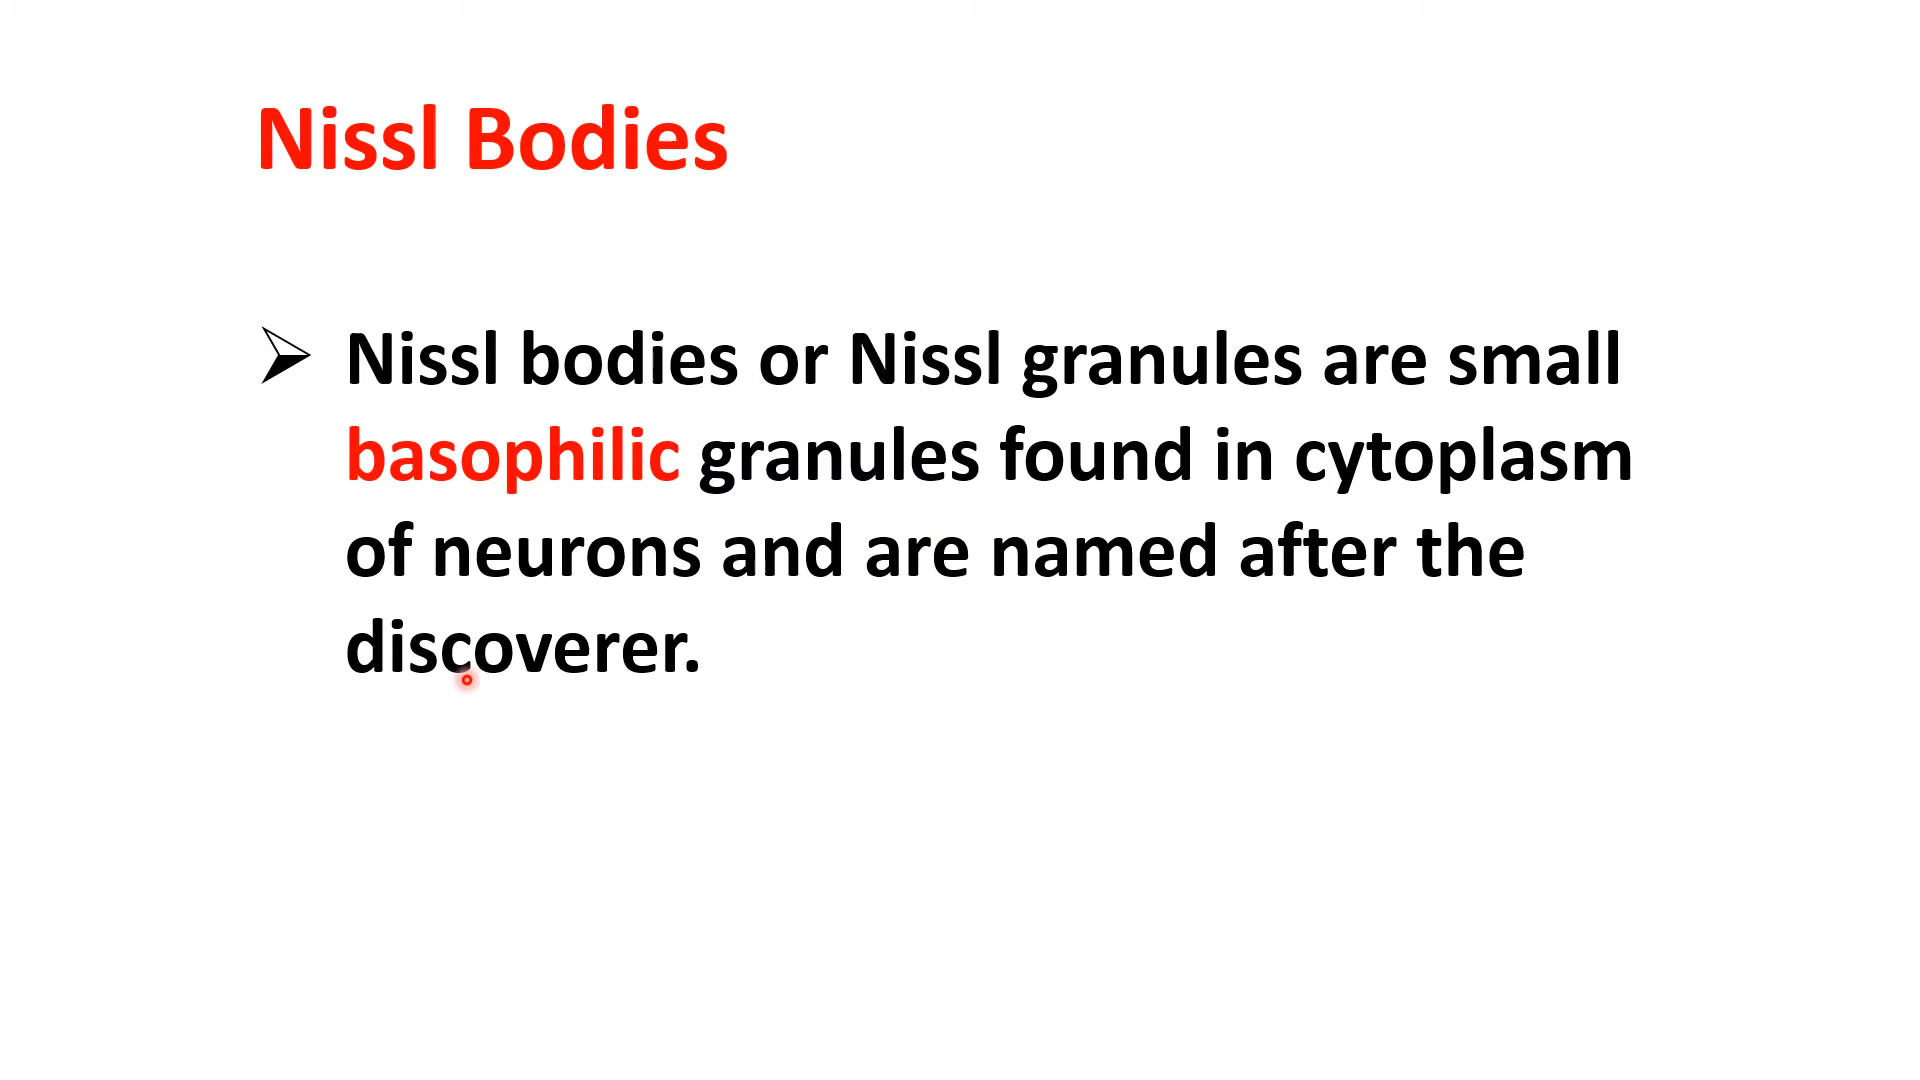 Nissl Bodies
Nissl bodies or Nissl granules are small
basophilic granules found in cytoplasm
of neurons and are named after the
discoverer.